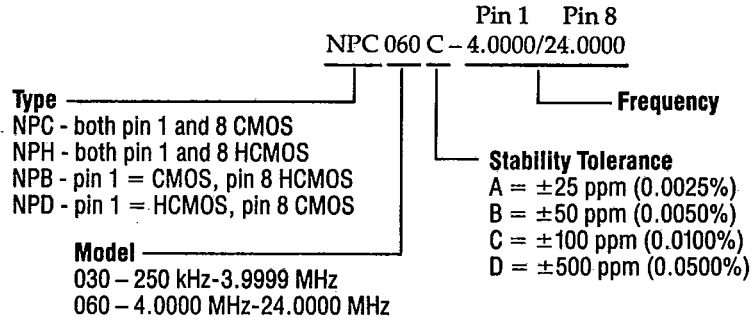 Pin 1 Pin 8
NPC 060 C – 4.0000/24.0000
Type
NPC - both pin 1 and 8 CMOS
NPH - both pin 1 and 8 HCMOS
NPB - pin 1 = CMOS, pin 8 HCMOS
NPD - pin 1 = HCMOS, pin 8 CMOS
Model
030 – 250 kHz-3.9999 MHz
060 – 4.0000 MHz-24.0000 MHz
Frequency
Stability Tolerance
A = ±25 ppm (0.0025%)
B = ±50 ppm (0.0050%)
C = ±100 ppm (0.0100%)
D = ±500 ppm (0.0500%)